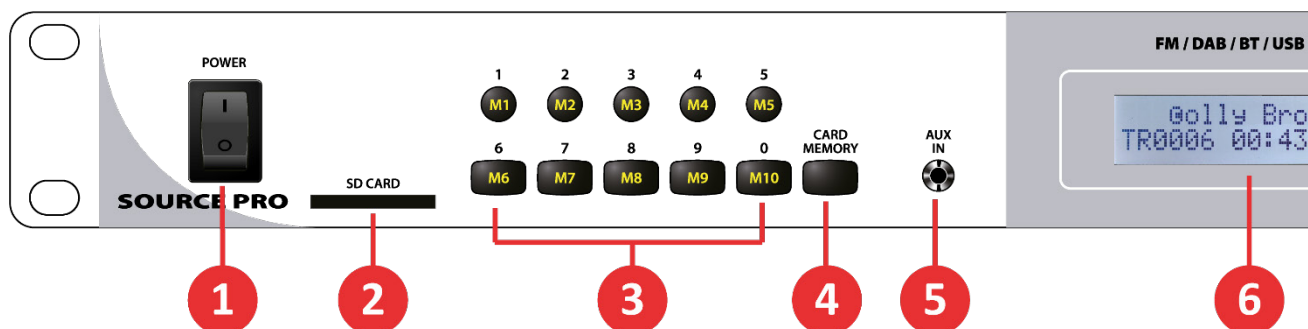 FM / DAB / BT / USB
POWER
I
O
1 2 3 4 5
M1 M2 M3 M4 M5
6 7 8 9 0
M6 M7 M8 M9 M10
CARD
MEMORY
AUX
IN
@olly Bro
TR0006 00:43
SOURCE PRO
SD CARD
1 2 3 4 5 6